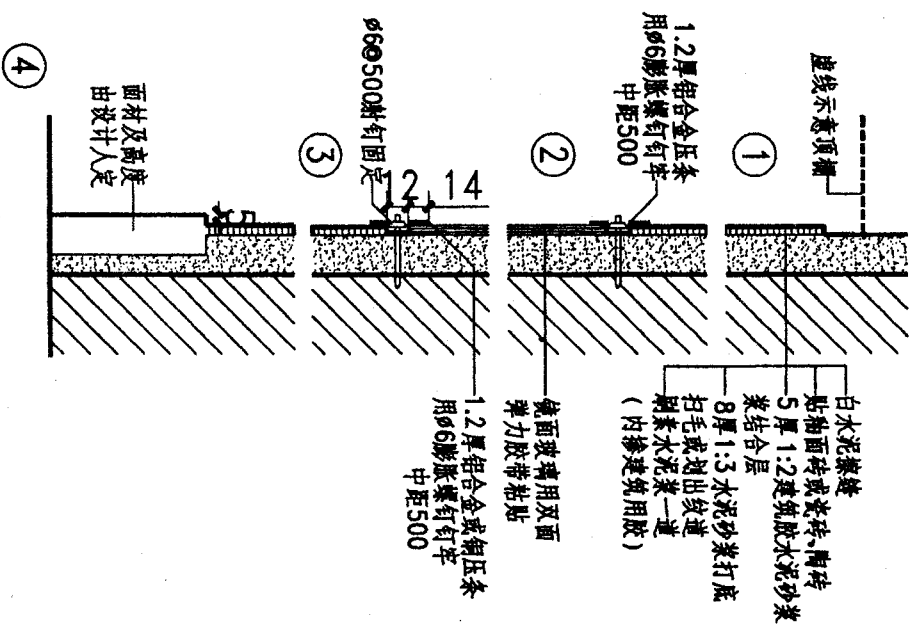 虚线示意顶棚
①
1.2厚铝合金压条
用ø6膨胀螺钉钉牢
中距500
②
12
14
ø6@500射钉固定
③
面材及高度
由设计人定
④
白水泥擦缝
贴釉面砖或瓷砖、陶砖
5厚1:2建筑胶水泥砂浆
浆结合层
8厚1:3水泥砂浆打底
扫毛或划出纹道
刷素水泥浆一道
(内掺建筑用胶)
镜面玻璃用双面
弹力胶带粘贴
1.2厚铝合金或铜压条
用ø6膨胀螺钉钉牢
中距500